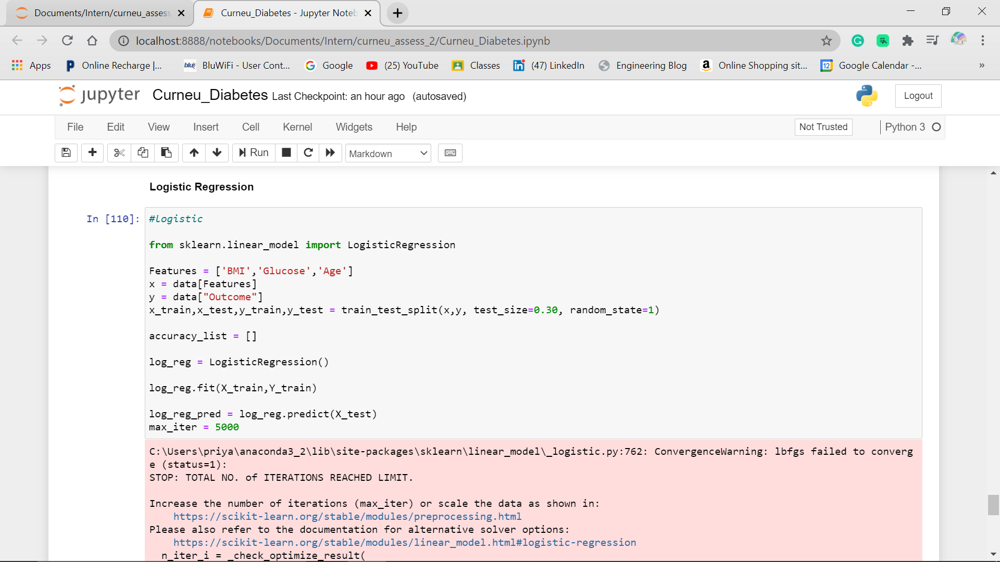 Documents/Intern/curneu_assess
Curneu_Diabetes - Jupyter Noteb
localhost:8888/notebooks/Documents/Intern/curneu_assess_2/Curneu_Diabetes.ipynb
Apps
Online Recharge |...
BluWiFi - User Cont...
Google
(25) YouTube
Classes
(47) LinkedIn
Engineering Blog
Online Shopping sit...
Google Calendar -...
»
jupyter
Curneu_Diabetes Last Checkpoint: an hour ago (autosaved)
Logout
File Edit View Insert Cell Kernel Widgets Help
Not Trusted
Python 3
Run
Markdown
Logistic Regression
In [110]:
#logistic
from sklearn.linear_model import LogisticRegression
Features = ['BMI','Glucose','Age']
x = data[Features]
y = data["Outcome"]
x_train,x_test,y_train,y_test = train_test_split(x,y, test_size=0.30, random_state=1)
accuracy_list = []
log_reg = LogisticRegression()
log_reg.fit(X_train,Y_train)
log_reg_pred = log_reg.predict(X_test)
max_iter = 5000
C:\Users\priya\anaconda3_2\lib\site-packages\sklearn\linear_model\_logistic.py:762: ConvergenceWarning: lbfgs failed to converg
e (status=1):
STOP: TOTAL NO. of ITERATIONS REACHED LIMIT.
Increase the number of iterations (max_iter) or scale the data as shown in:
https://scikit-learn.org/stable/modules/preprocessing.html
Please also refer to the documentation for alternative solver options:
https://scikit-learn.org/stable/modules/linear_model.html#logistic-regression
n_iter_i = _check_optimize_result(